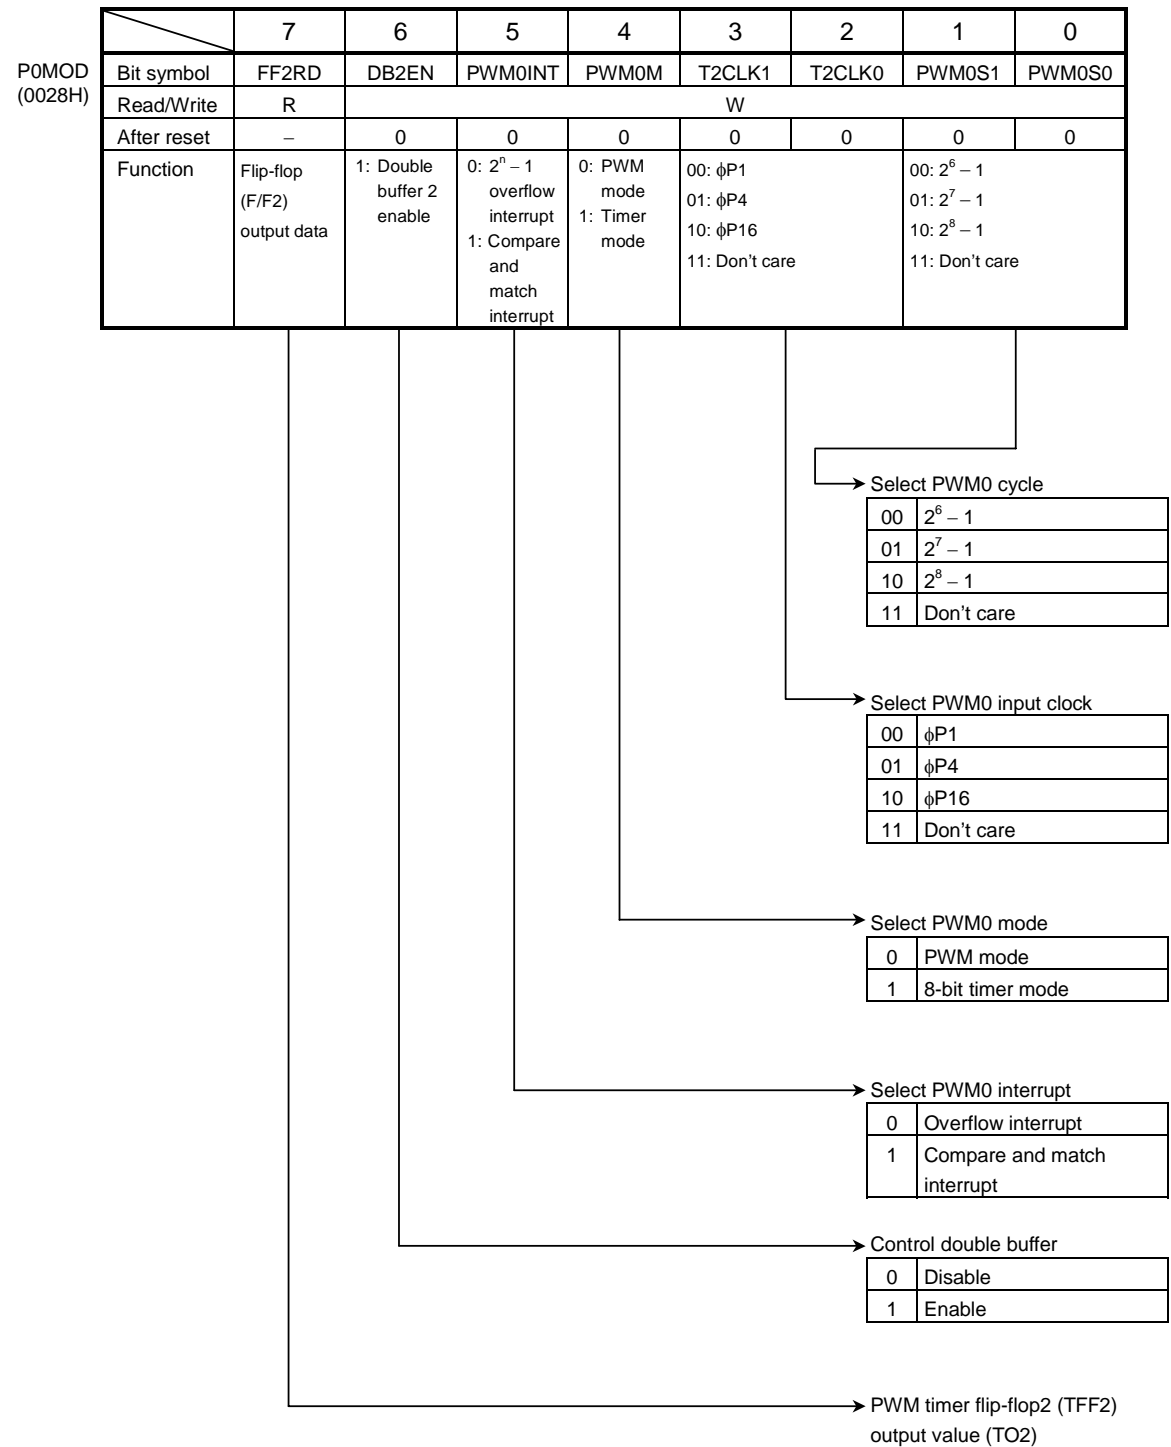 7 6 5 4 3 2 1 0
P0MOD
(0028H)
Bit symbol FF2RD DB2EN PWM0INT PWM0M T2CLK1 T2CLK0 PWM0S1 PWM0S0
Read/Write R W
After reset – 0 0 0 0 0 0 0
Function
Flip-flop
(F/F2)
output data
1: Double
buffer 2
enable
0: 2ⁿ – 1
overflow
interrupt
1: Compare
and
match
interrupt
0: PWM
mode
1: Timer
mode
00: ϕP1
01: ϕP4
10: ϕP16
11: Don't care
00: 2⁶ – 1
01: 2⁷ – 1
10: 2⁸ – 1
11: Don't care
Select PWM0 cycle
00 2⁶ – 1
01 2⁷ – 1
10 2⁸ – 1
11 Don't care
Select PWM0 input clock
00 ϕP1
01 ϕP4
10 ϕP16
11 Don't care
Select PWM0 mode
0 PWM mode
1 8-bit timer mode
Select PWM0 interrupt
0 Overflow interrupt
1 Compare and match
interrupt
Control double buffer
0 Disable
1 Enable
PWM timer flip-flop2 (TFF2)
output value (TO2)